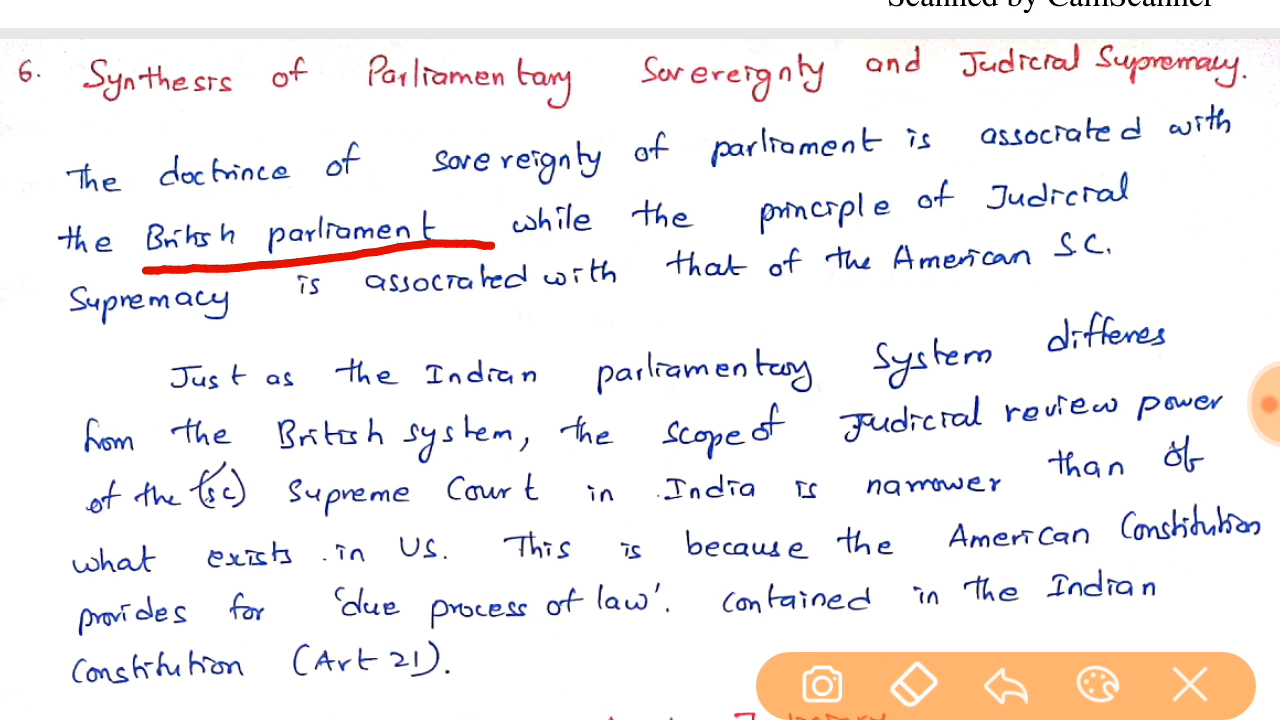 Scanned by CamScanner
6. Synthesis of Parliamentary Sovereignty and Judicial Supremacy.
The doctrince of sovereignty of parliament is associated with
the British parliament while the principle of Judicial
Supremacy is associated with that of the American S.C.
Just as the Indian parliamentary System differes
from the British system, the scope of Judicial review power
of the (SC) Supreme Court in India is narrower than of
what exists in US. This is because the American Constitution
provides for 'due process of law'. contained in the Indian
Constitution (Art 21).